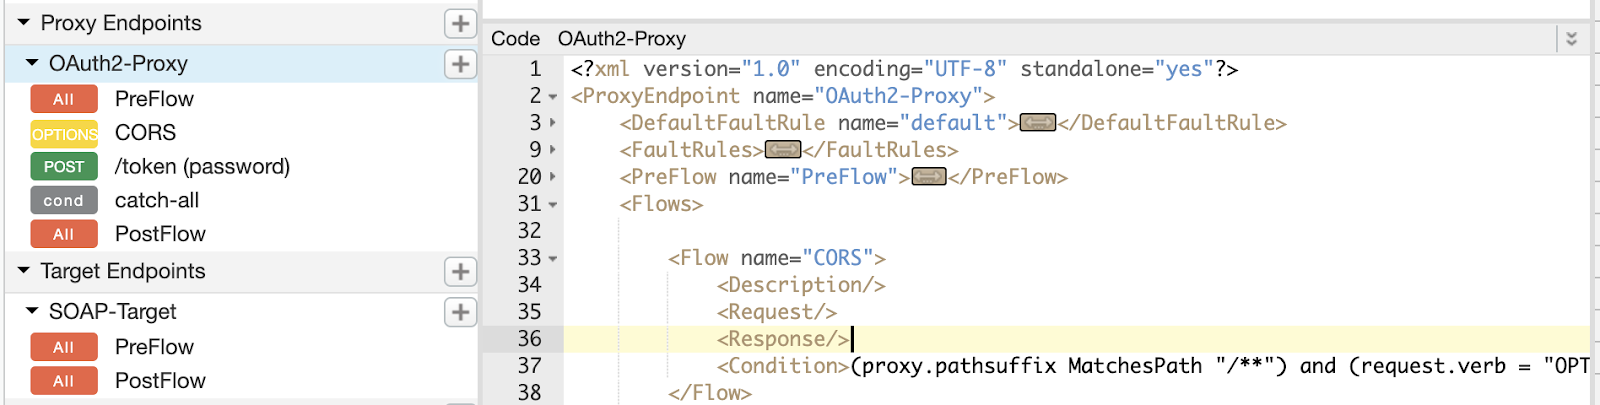 Proxy Endpoints
OAuth2-Proxy
All PreFlow
OPTIONS CORS
POST /token (password)
cond catch-all
All PostFlow
Target Endpoints
SOAP-Target
All PreFlow
All PostFlow
Code OAuth2-Proxy
1 <?xml version="1.0" encoding="UTF-8" standalone="yes"?>
2 <ProxyEndpoint name="OAuth2-Proxy">
3 <DefaultFaultRule name="default"></DefaultFaultRule>
9 <FaultRules></FaultRules>
20 <PreFlow name="PreFlow"></PreFlow>
31 <Flows>
32
33 <Flow name="CORS">
34 <Description/>
35 <Request/>
36 <Response/>
37 <Condition>(proxy.pathsuffix MatchesPath "/**") and (request.verb = "OPT
38 </Flow>